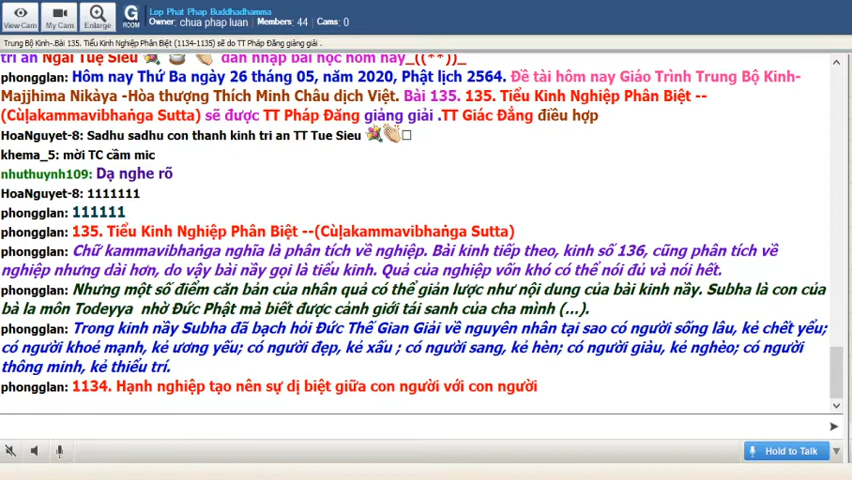 Lop Phat Phap Buddhadhamma
Owner: chua phap luan Members: 44 Cams: 0
View Cam My Cam Enlarge G ROOM
Trung Bộ Kinh-.Bài 135. Tiểu Kinh Nghiệp Phân Biệt (1134-1135) sẽ do TT Pháp Đăng giảng giải .
tri ân Ngài Tuệ Siêu dẫn nhập bài học hôm nay_((**))_
phongglan: Hôm nay Thứ Ba ngày 26 tháng 05, năm 2020, Phật lịch 2564. Đề tài hôm nay Giáo Trình Trung Bộ Kinh-
Majjhima Nikàya -Hòa thượng Thích Minh Châu dịch Việt. Bài 135. 135. Tiểu Kinh Nghiệp Phân Biệt --
(Cùḷakammavibhaṅga Sutta) sẽ được TT Pháp Đăng giảng giải .TT Giác Đẳng điều hợp
HoaNguyet-8: Sadhu sadhu con thanh kinh tri an TT Tue Sieu
khema_5: mời TC cầm mic
nhuthuynh109: Dạ nghe rõ
HoaNguyet-8: 1111111
phongglan: 111111
phongglan: 135. Tiểu Kinh Nghiệp Phân Biệt --(Cùḷakammavibhaṅga Sutta)
phongglan: Chữ kammavibhaṅga nghĩa là phân tích về nghiệp. Bài kinh tiếp theo, kinh số 136, cũng phân tích về
nghiệp nhưng dài hơn, do vậy bài nầy gọi là tiểu kinh. Quả của nghiệp vốn khó có thể nói đủ và nói hết.
phongglan: Nhưng một số điểm căn bản của nhân quả có thể giản lược như nội dung của bài kinh nầy. Subha là con của
bà la môn Todeyya nhờ Đức Phật mà biết được cảnh giới tái sanh của cha mình (...).
phongglan: Trong kinh nầy Subha đã bạch hỏi Đức Thế Gian Giải về nguyên nhân tại sao có người sống lâu, kẻ chết yểu;
có người khoẻ mạnh, kẻ ương yếu; có người đẹp, kẻ xấu ; có người sang, kẻ hèn; có người giàu, kẻ nghèo; có người
thông minh, kẻ thiểu trí.
phongglan: 1134. Hạnh nghiệp tạo nên sự dị biệt giữa con người với con người
Hold to Talk